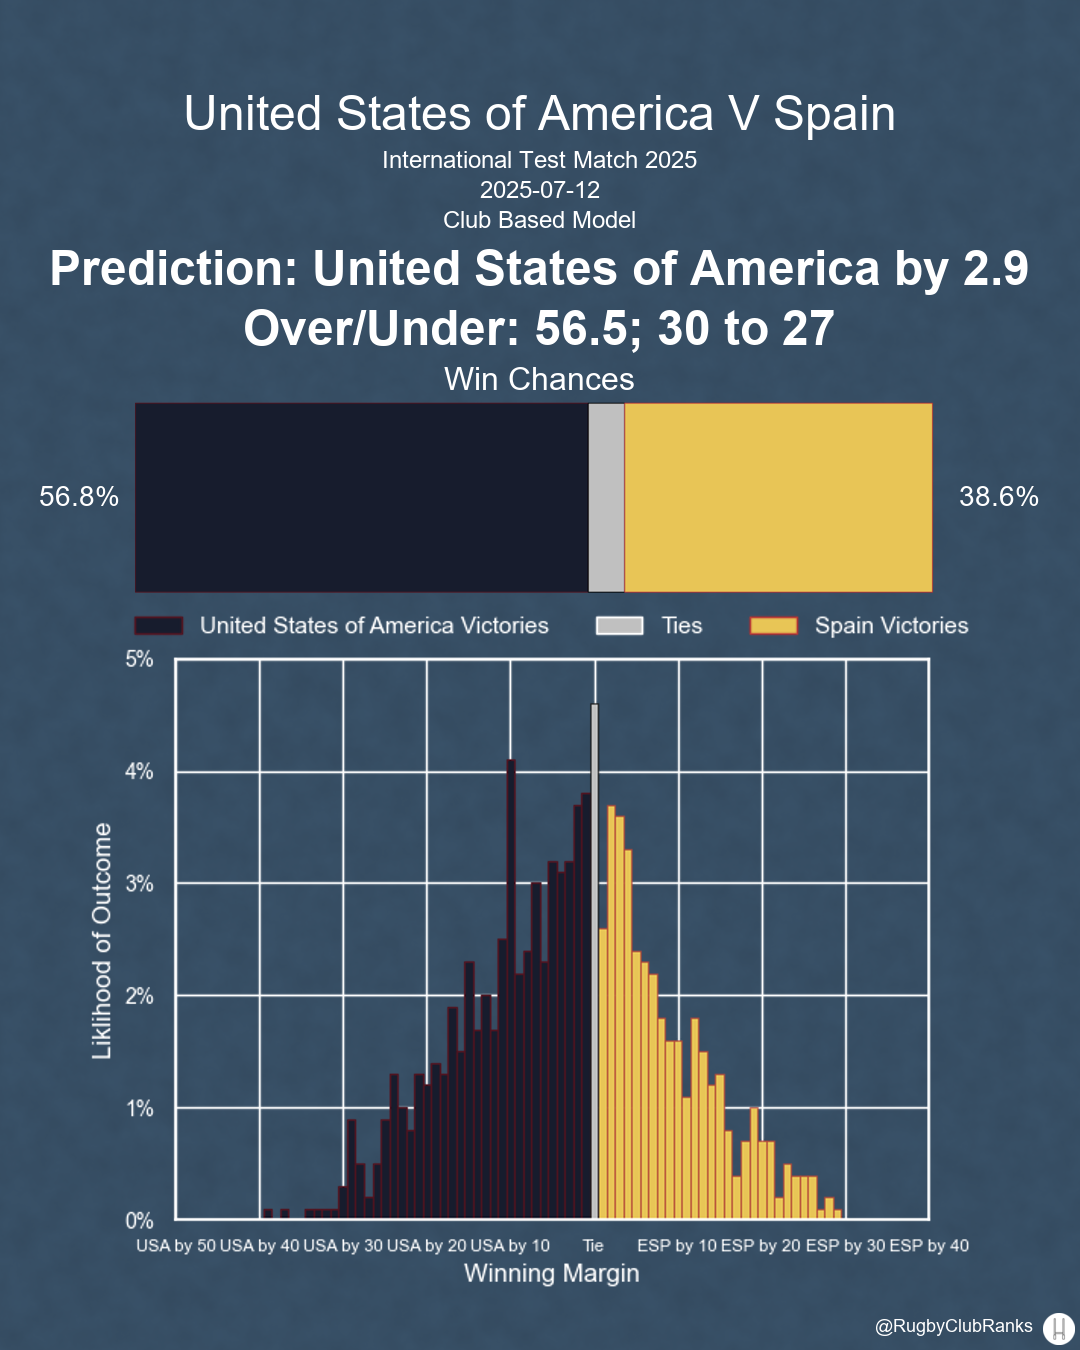 United States of America V Spain
International Test Match 2025
2025-07-12
Club Based Model
Prediction: United States of America by 2.9
Over/Under: 56.5; 30 to 27
Win Chances
56.8%
38.6%
United States of America Victories
Ties
Spain Victories
5%
4%
3%
2%
1%
0%
Liklihood of Outcome
USA by 50 USA by 40 USA by 30 USA by 20 USA by 10 Tie ESP by 10 ESP by 20 ESP by 30 ESP by 40
Winning Margin
@RugbyClubRanks